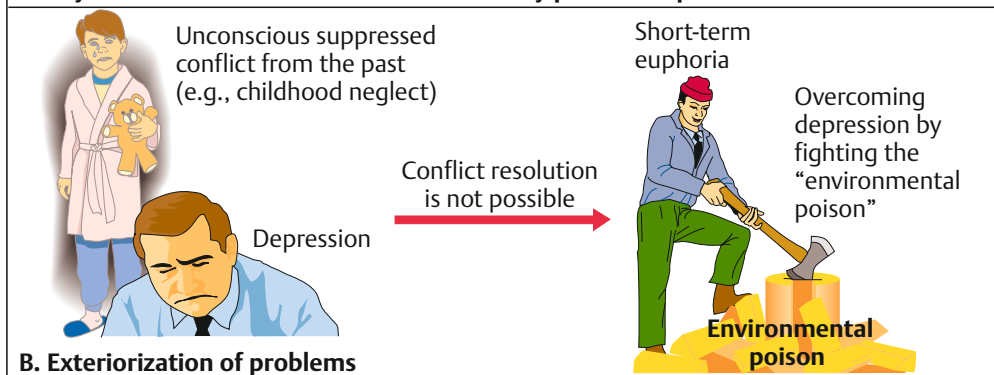 Unconscious suppressed
conflict from the past
(e.g., childhood neglect)
Depression
Conflict resolution
is not possible
Short-term
euphoria
Overcoming
depression by
fighting the
“environmental
poison”
Environmental
poison
B. Exteriorization of problems